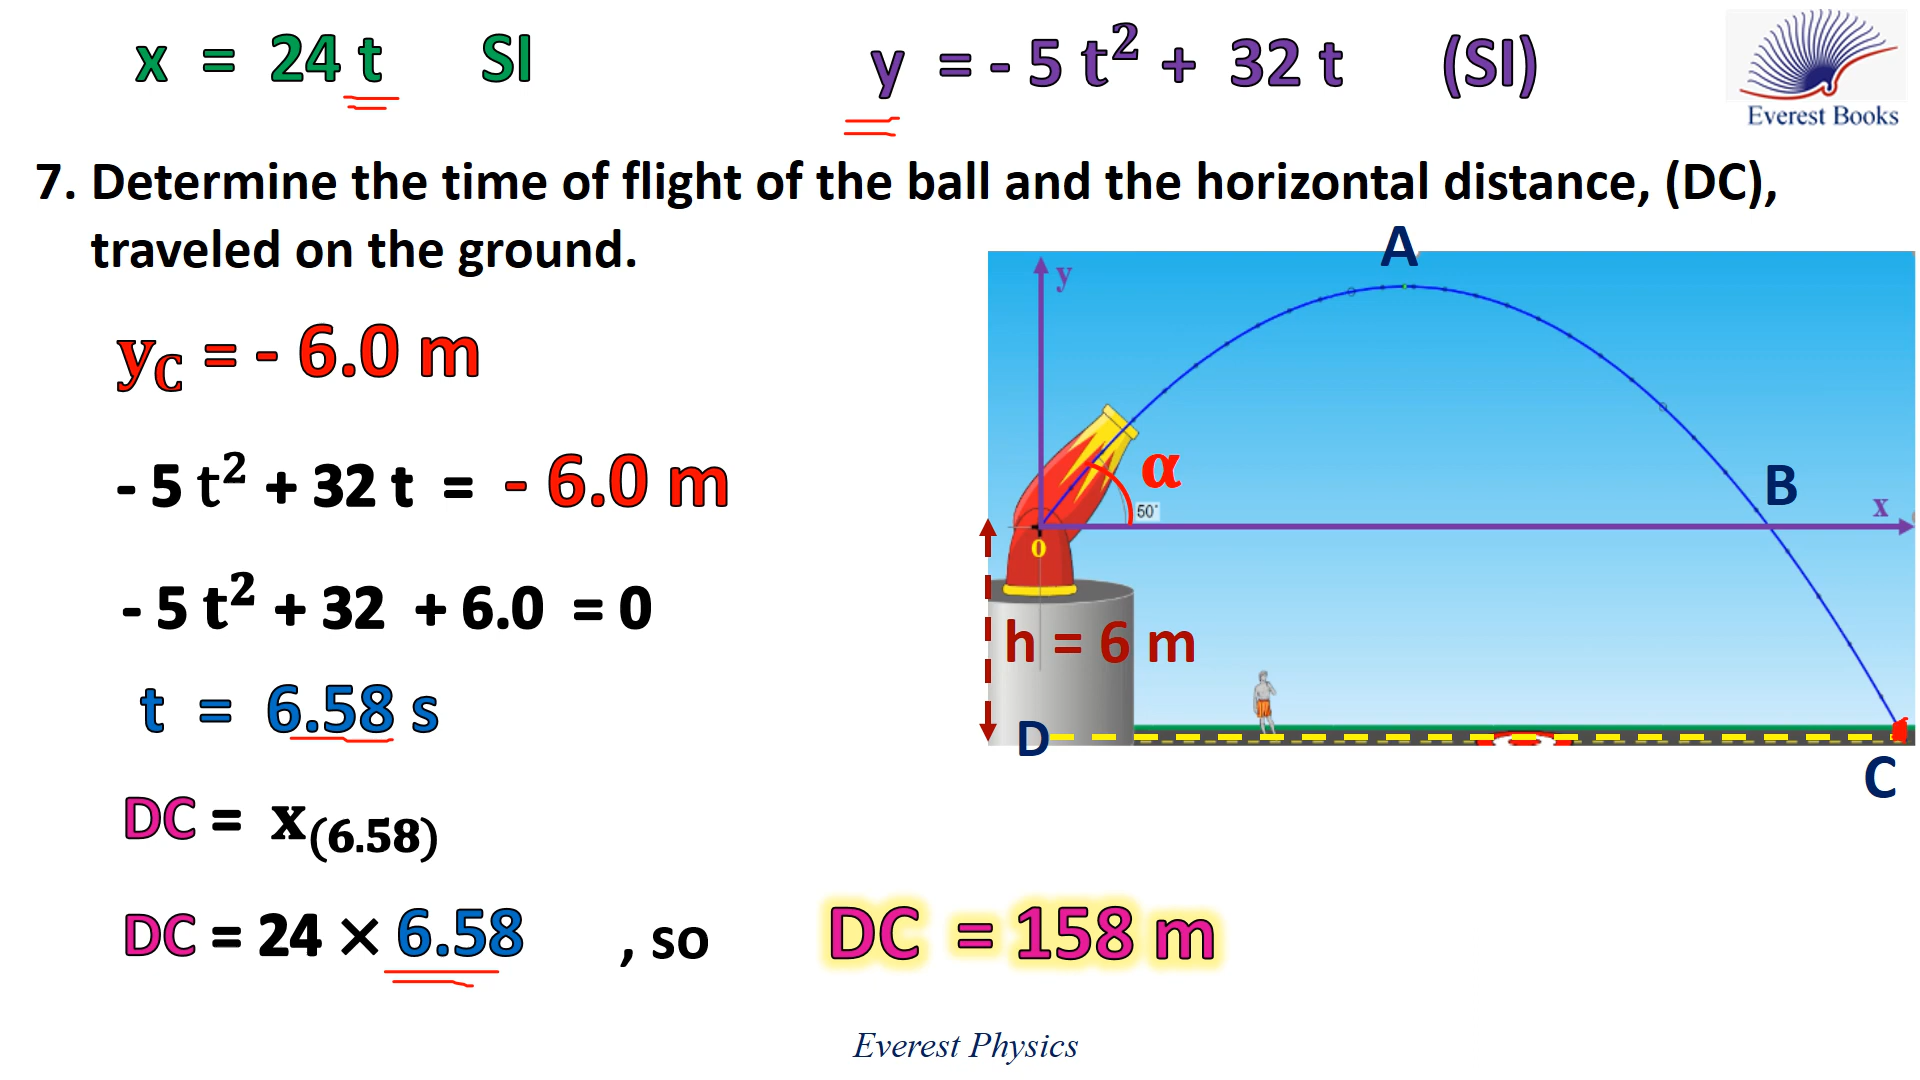 x = 24 t SI
y = - 5 t² + 32 t (SI)
Everest Books
7. Determine the time of flight of the ball and the horizontal distance, (DC),
traveled on the ground.
y_C = - 6.0 m
- 5 t² + 32 t = - 6.0 m
- 5 t² + 32 + 6.0 = 0
t = 6.58 s
DC = x_(6.58)
DC = 24 × 6.58 , so DC = 158 m
A
y
α
50°
B
x
0
h = 6 m
D
C
Everest Physics